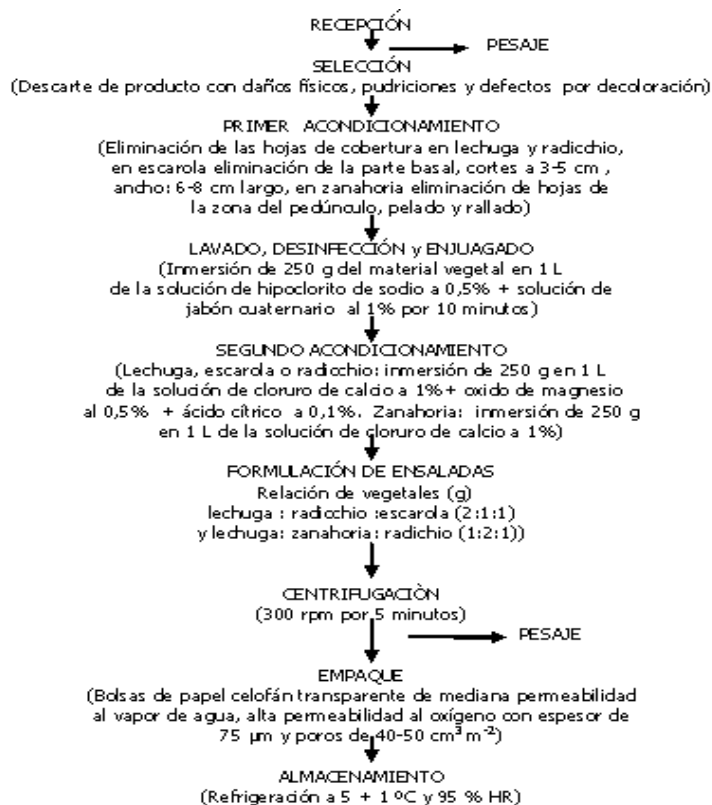 RECEPCIÓN
PESAJE
SELECCIÓN
(Descarte de producto con daños físicos, pudriciones y defectos por decoloración)
PRIMER ACONDICIONAMIENTO
(Eliminación de las hojas de cobertura en lechuga y radicchio,
en escarola eliminación de la parte basal, cortes a 3-5 cm ,
ancho: 6-8 cm largo, en zanahoria eliminación de hojas de
la zona del pedúnculo, pelado y rallado)
LAVADO, DESINFECCIÓN y ENJUAGADO
(Inmersión de 250 g del material vegetal en 1 L
de la solución de hipoclorito de sodio a 0,5% + solución de
jabón cuaternario al 1% por 10 minutos)
SEGUNDO ACONDICIONAMIENTO
(Lechuga, escarola o radicchio: inmersión de 250 g en 1 L
de la solución de cloruro de calcio a 1%+ oxido de magnesio
al 0,5% + ácido cítrico a 0,1%. Zanahoria: inmersión de 250 g
en 1 L de la solución de cloruro de calcio a 1%)
FORMULACIÓN DE ENSALADAS
Relación de vegetales (g)
lechuga : radicchio :escarola (2:1:1)
y lechuga: zanahoria: radichio (1:2:1))
CENTRIFUGACIÒN
(300 rpm por 5 minutos)
PESAJE
EMPAQUE
(Bolsas de papel celofán transparente de mediana permeabilidad
al vapor de agua, alta permeabilidad al oxígeno con espesor de
75 µm y poros de 40-50 cm³ m⁻²)
ALMACENAMIENTO
(Refrigeración a 5 + 1 ºC y 95 % HR)